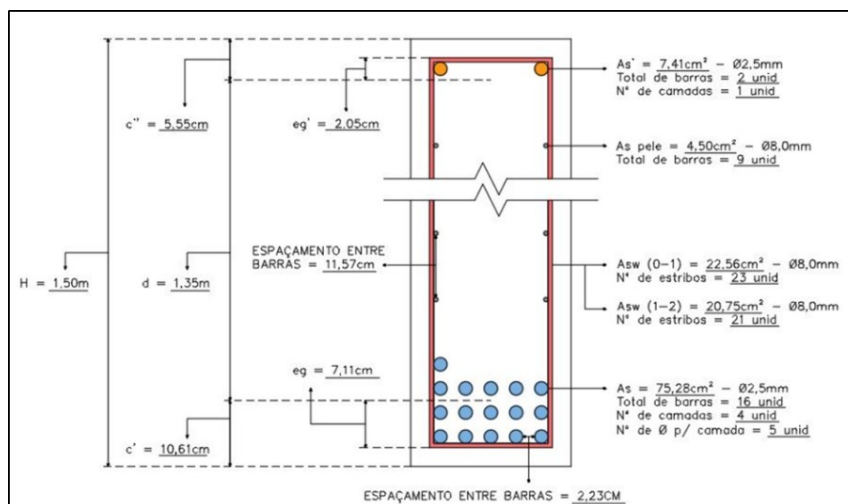 As' = 7,41cm² – Ø2,5mm
Total de barras = 2 unid
N° de camadas = 1 unid
c'' = 5,55cm
eg' = 2.05cm
As pele = 4,50cm² – Ø8,0mm
Total de barras = 9 unid
ESPAÇAMENTO ENTRE
BARRAS = 11,57cm
H = 1,50m
d = 1,35m
Asw (0–1) = 22,56cm² – Ø8,0mm
N° de estribos = 23 unid
Asw (1–2) = 20,75cm² – Ø8,0mm
N° de estribos = 21 unid
eg = 7,11cm
As = 75,28cm² – Ø2,5mm
Total de barras = 16 unid
N° de camadas = 4 unid
N° de Ø p/ camada = 5 unid
c' = 10,61cm
ESPAÇAMENTO ENTRE BARRAS = 2,23CM